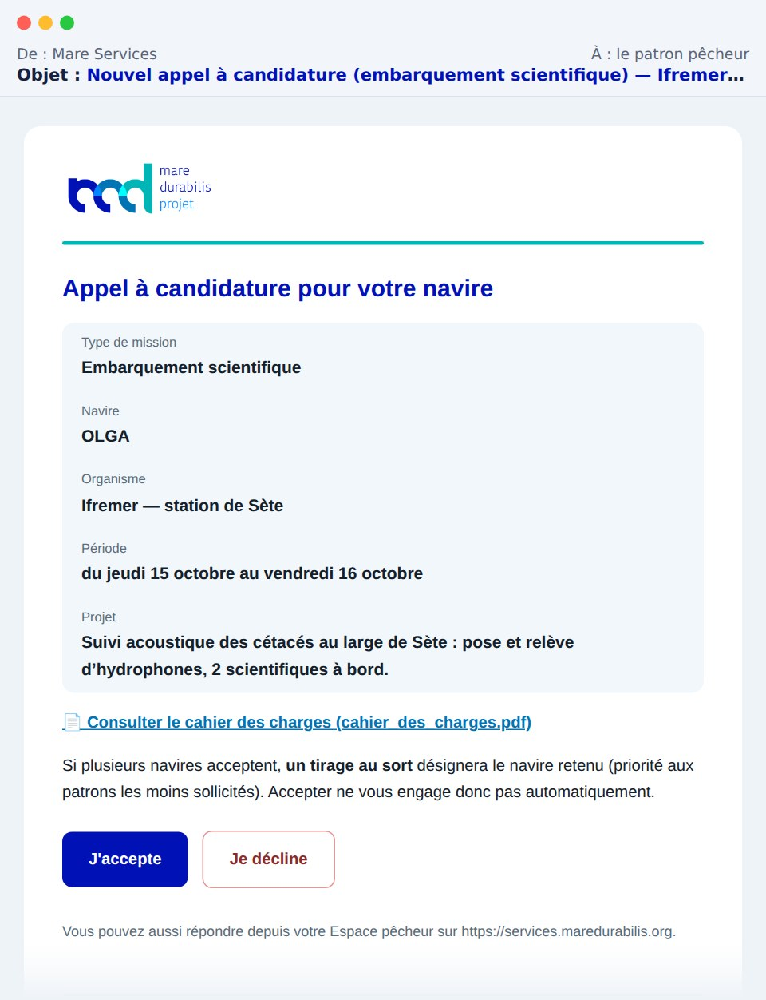 De : Mare Services
À : le patron pêcheur
Objet : Nouvel appel à candidature (embarquement scientifique) — Ifremer…
mare
durabilis
projet
Appel à candidature pour votre navire
Type de mission
Embarquement scientifique
Navire
OLGA
Organisme
Ifremer — station de Sète
Période
du jeudi 15 octobre au vendredi 16 octobre
Projet
Suivi acoustique des cétacés au large de Sète : pose et relève
d’hydrophones, 2 scientifiques à bord.
📄 Consulter le cahier des charges (cahier_des_charges.pdf)
Si plusieurs navires acceptent, un tirage au sort désignera le navire retenu (priorité aux
patrons les moins sollicités). Accepter ne vous engage donc pas automatiquement.
J'accepte
Je décline
Vous pouvez aussi répondre depuis votre Espace pêcheur sur https://services.maredurabilis.org.